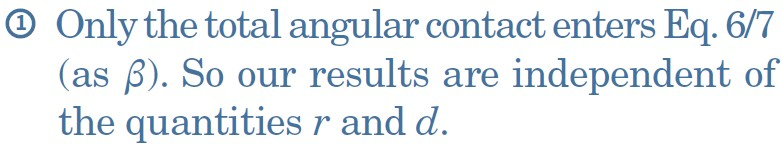 ① Only the total angular contact enters Eq. 6/7
(as β). So our results are independent of
the quantities r and d.